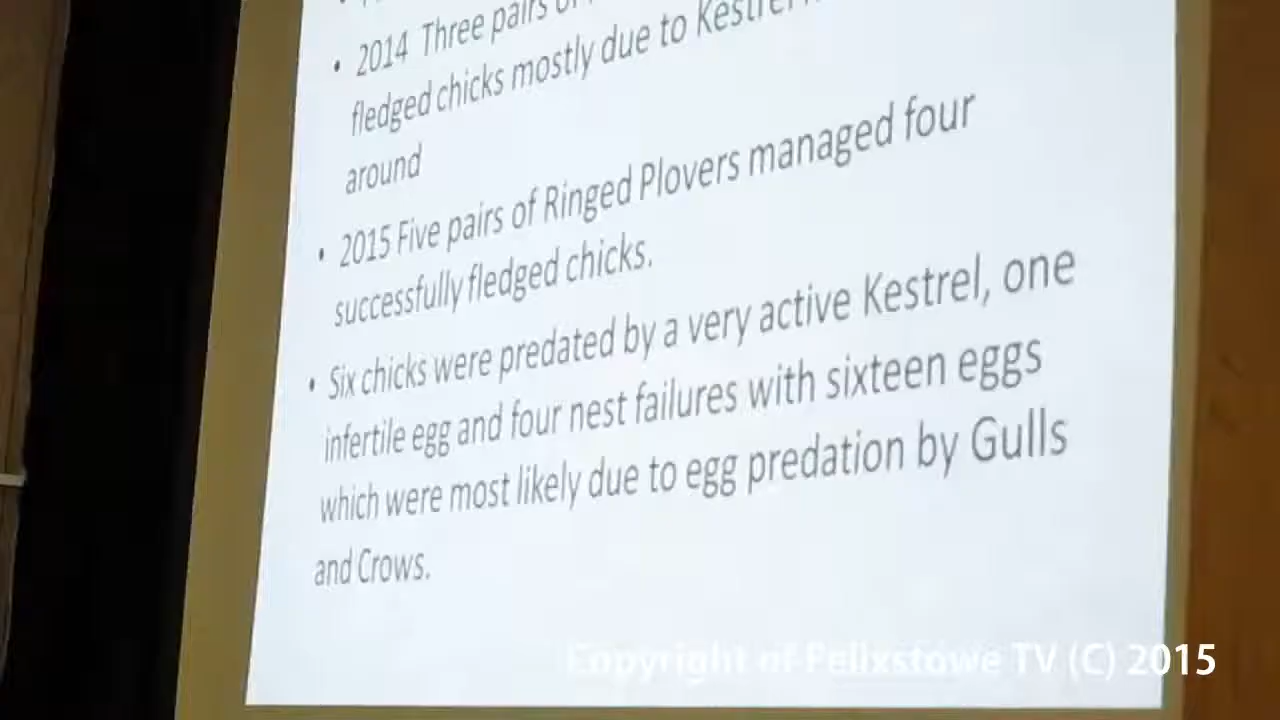 • 2014 Three pairs of
fledged chicks mostly due to Kestrel
around
• 2015 Five pairs of Ringed Plovers managed four
successfully fledged chicks.
• Six chicks were predated by a very active Kestrel, one
infertile egg and four nest failures with sixteen eggs
which were most likely due to egg predation by Gulls
and Crows.
Copyright of Felixstowe TV (C) 2015